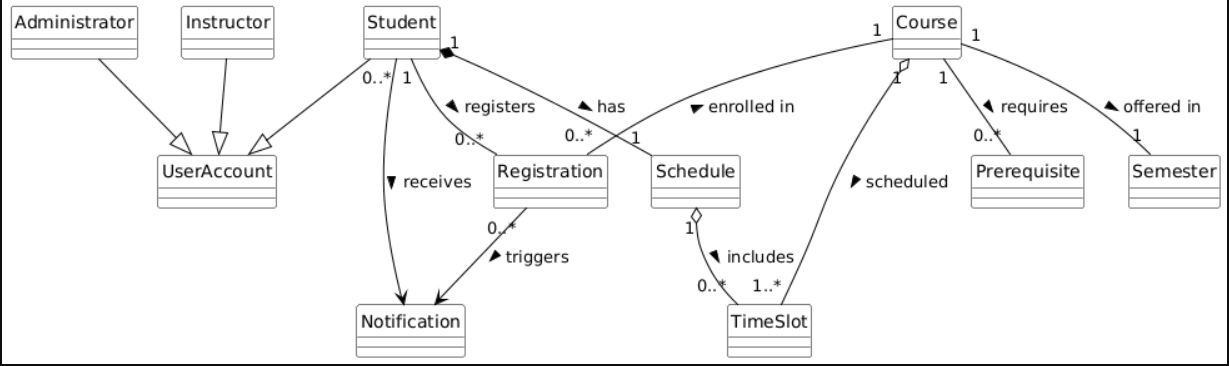 Administrator
Instructor
Student
Course
1
1
1
0..*
1
1
1
registers
has
enrolled in
requires
offered in
0..*
0..*
1
0..*
1
UserAccount
Registration
Schedule
Prerequisite
Semester
receives
scheduled
0..*
1
triggers
includes
0..*
1..*
Notification
TimeSlot